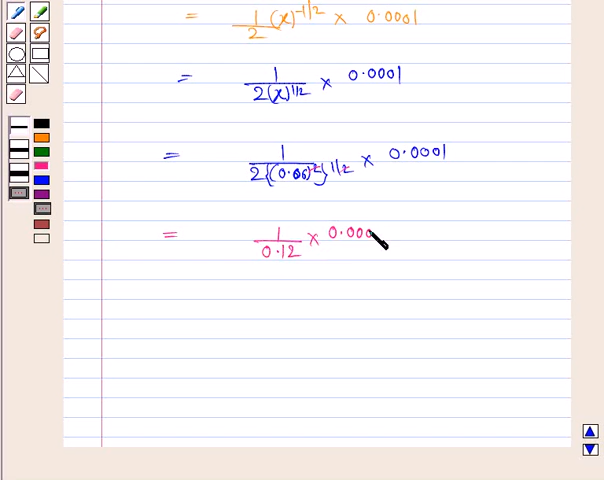 = 1/2 (x)^-1/2 × 0.0001
= 1/2(x)^1/2 × 0.0001
= 1/2{(0.06)^2}^1/2 × 0.0001
= 1/0.12 × 0.000